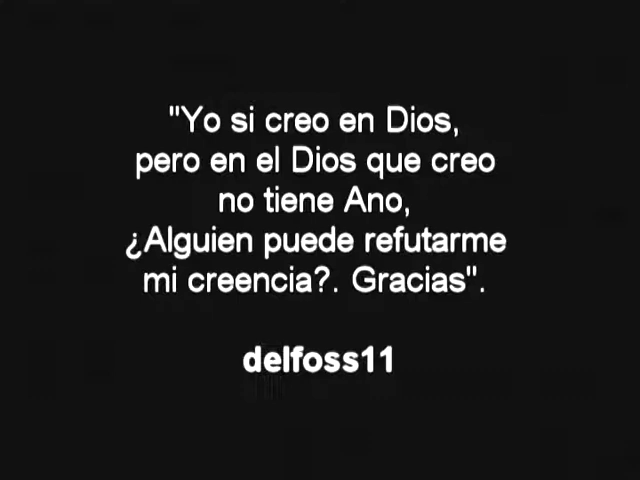 "Yo si creo en Dios,
pero en el Dios que creo
no tiene Ano,
¿Alguien puede refutarme
mi creencia?. Gracias".
delfoss11